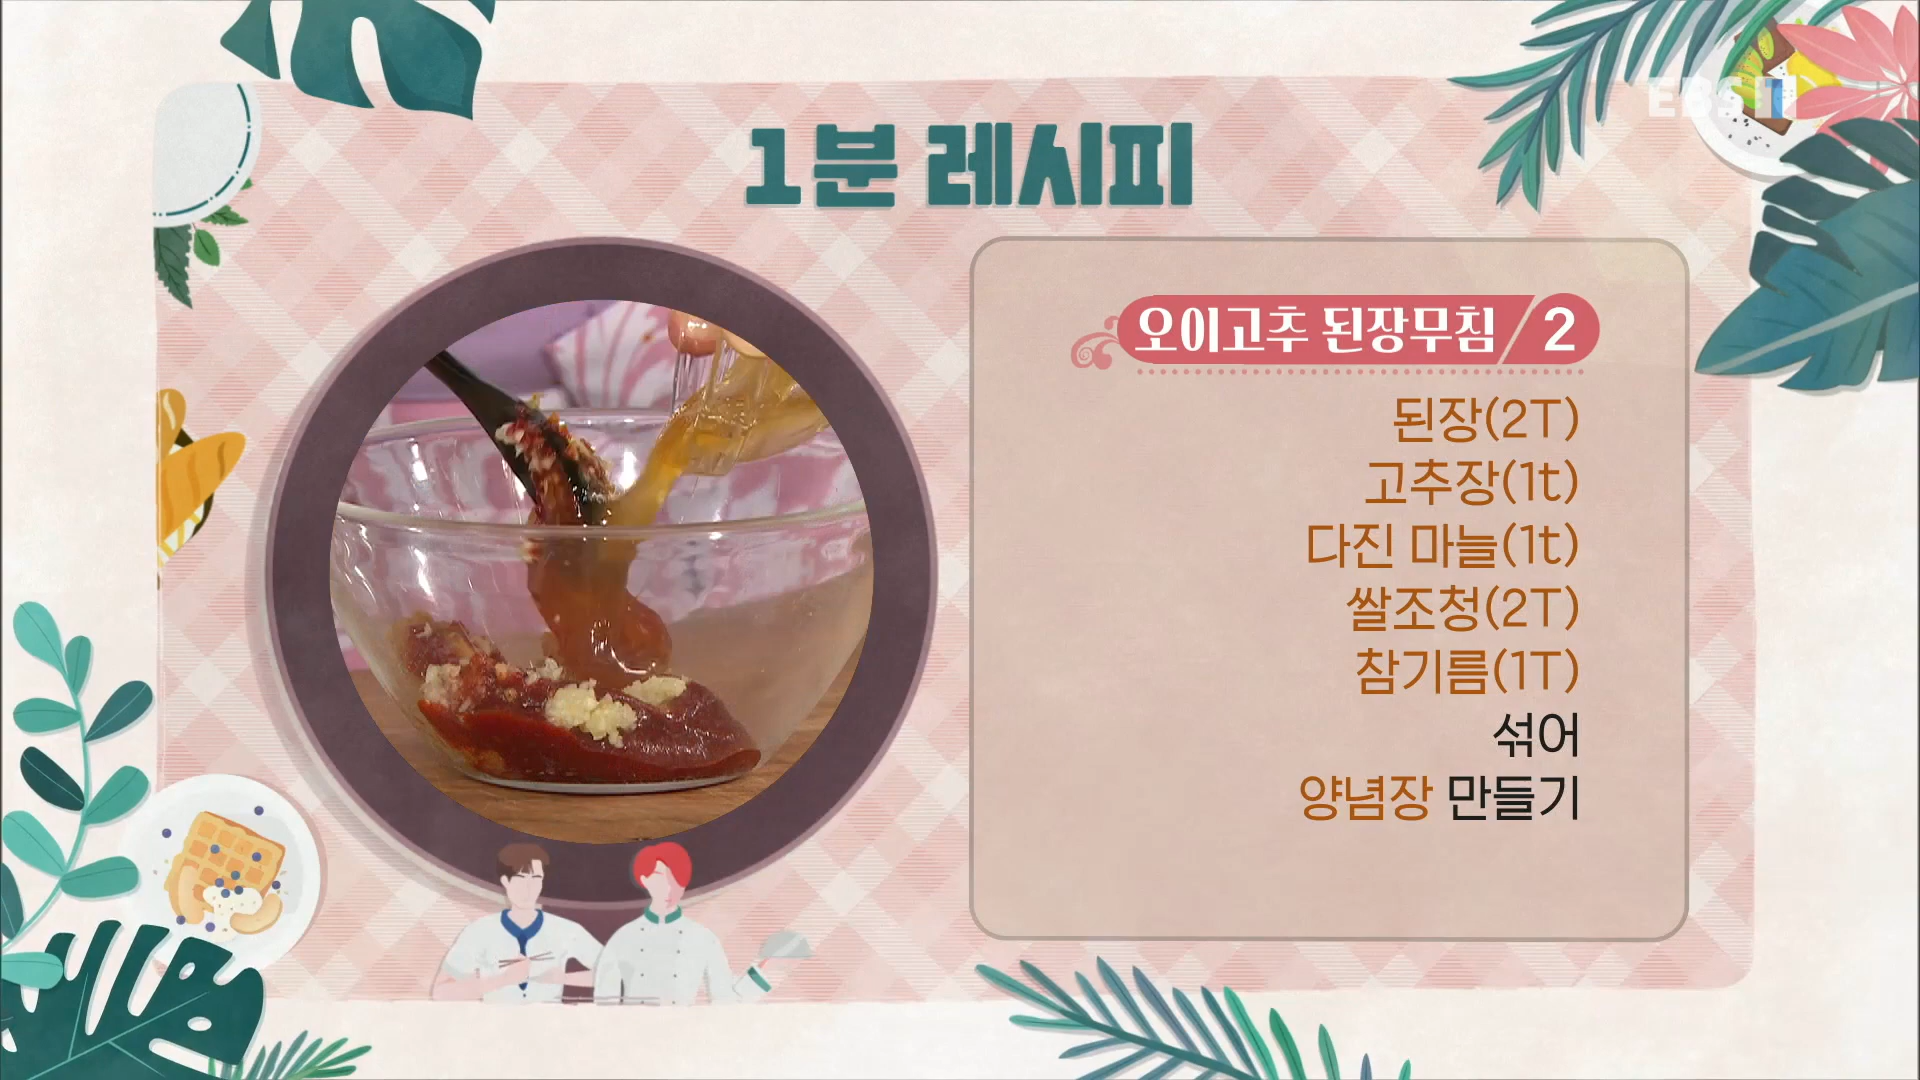 EBS 1
1분 레시피
오이고추 된장무침 / 2
된장(2T)
고추장(1t)
다진 마늘(1t)
쌀조청(2T)
참기름(1T)
섞어
양념장 만들기